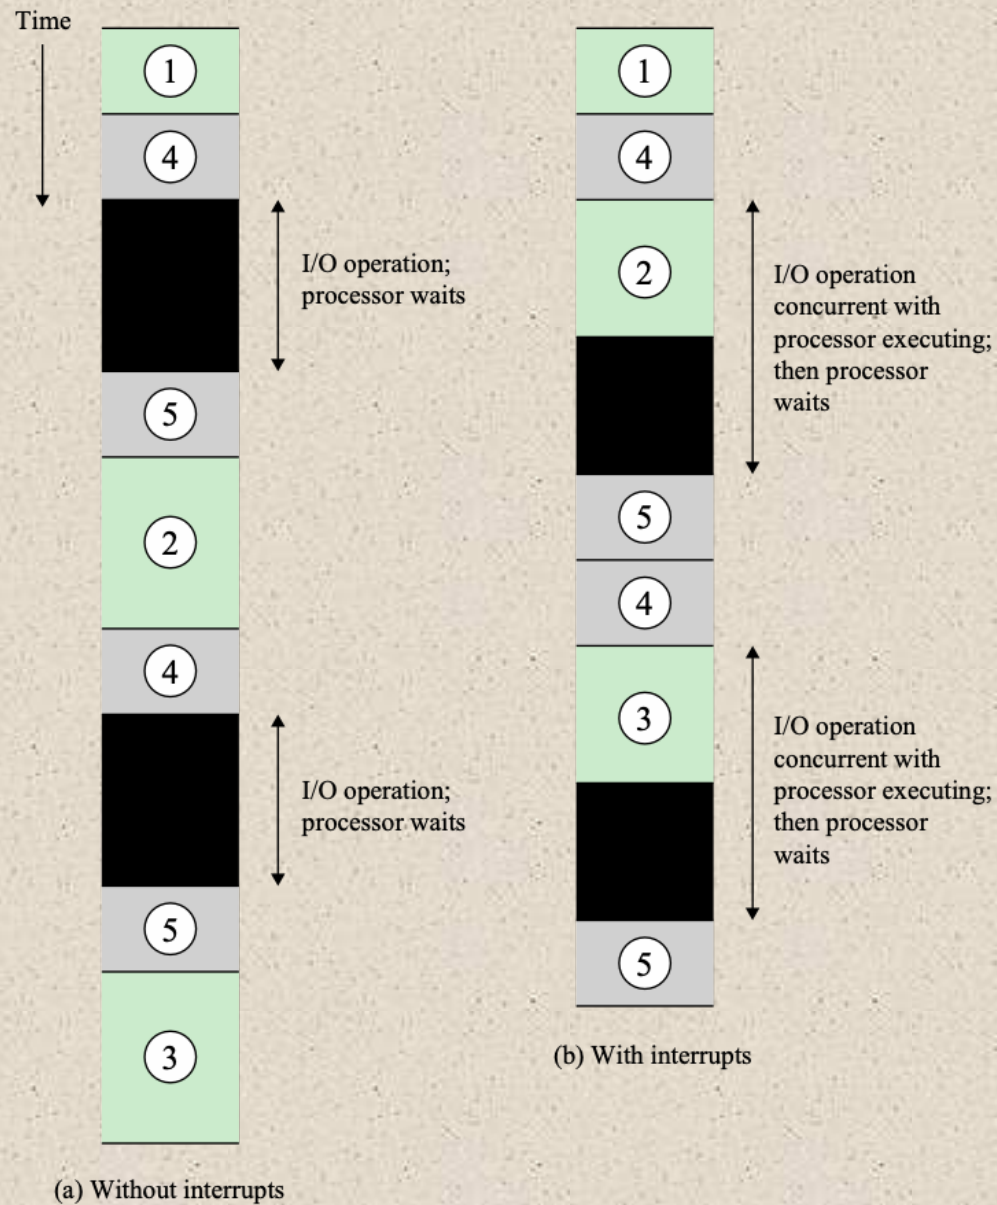 Time
1
4
I/O operation;
processor waits
5
2
4
I/O operation;
processor waits
5
3
(a) Without interrupts
1
4
2
I/O operation
concurrent with
processor executing;
then processor
waits
5
4
3
I/O operation
concurrent with
processor executing;
then processor
waits
5
(b) With interrupts